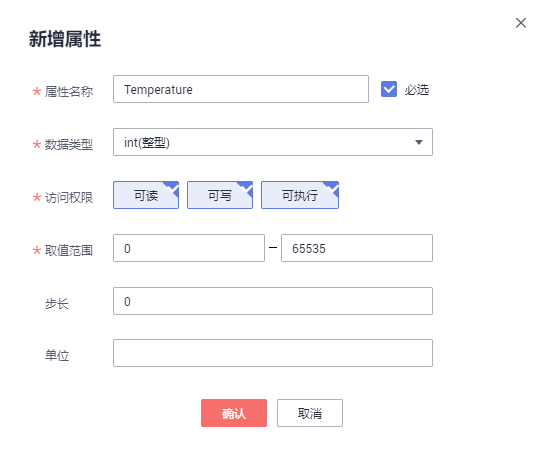 新增属性
* 属性名称 Temperature 必选
* 数据类型 int(整型)
* 访问权限 可读 可写 可执行
* 取值范围 0 – 65535
步长 0
单位
确认 取消